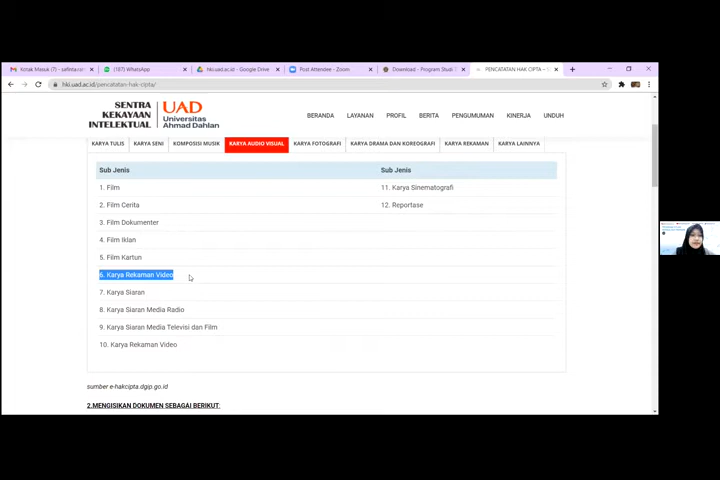 Kotak Masuk (7) - safinta.r
(187) WhatsApp
hki.uad.ac.id - Google Drive
Post Attendee - Zoom
Download - Program Studi
PENCATATAN HAK CIPTA – S
hki.uad.ac.id/pencatatan-hak-cipta/
SENTRA
KEKAYAAN
INTELEKTUAL
UAD
Universitas
Ahmad Dahlan
BERANDA LAYANAN PROFIL BERITA PENGUMUMAN KINERJA UNDUH
KARYA TULIS KARYA SENI KOMPOSISI MUSIK KARYA AUDIO VISUAL KARYA FOTOGRAFI KARYA DRAMA DAN KOREOGRAFI KARYA REKAMAN KARYA LAINNYA
Sub Jenis Sub Jenis
1. Film 11. Karya Sinematografi
2. Film Cerita 12. Reportase
3. Film Dokumenter
4. Film Iklan
5. Film Kartun
6. Karya Rekaman Video
7. Karya Siaran
8. Karya Siaran Media Radio
9. Karya Siaran Media Televisi dan Film
10. Karya Rekaman Video
sumber e-hakcipta.dgip.go.id
2.MENGISIKAN DOKUMEN SEBAGAI BERIKUT: